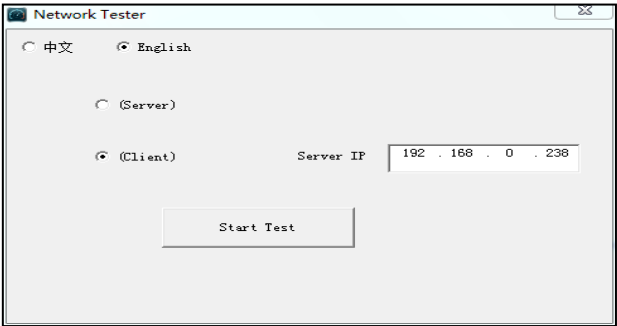 Network Tester
中文 English
(Server)
(Client) Server IP 192 . 168 . 0 . 238
Start Test